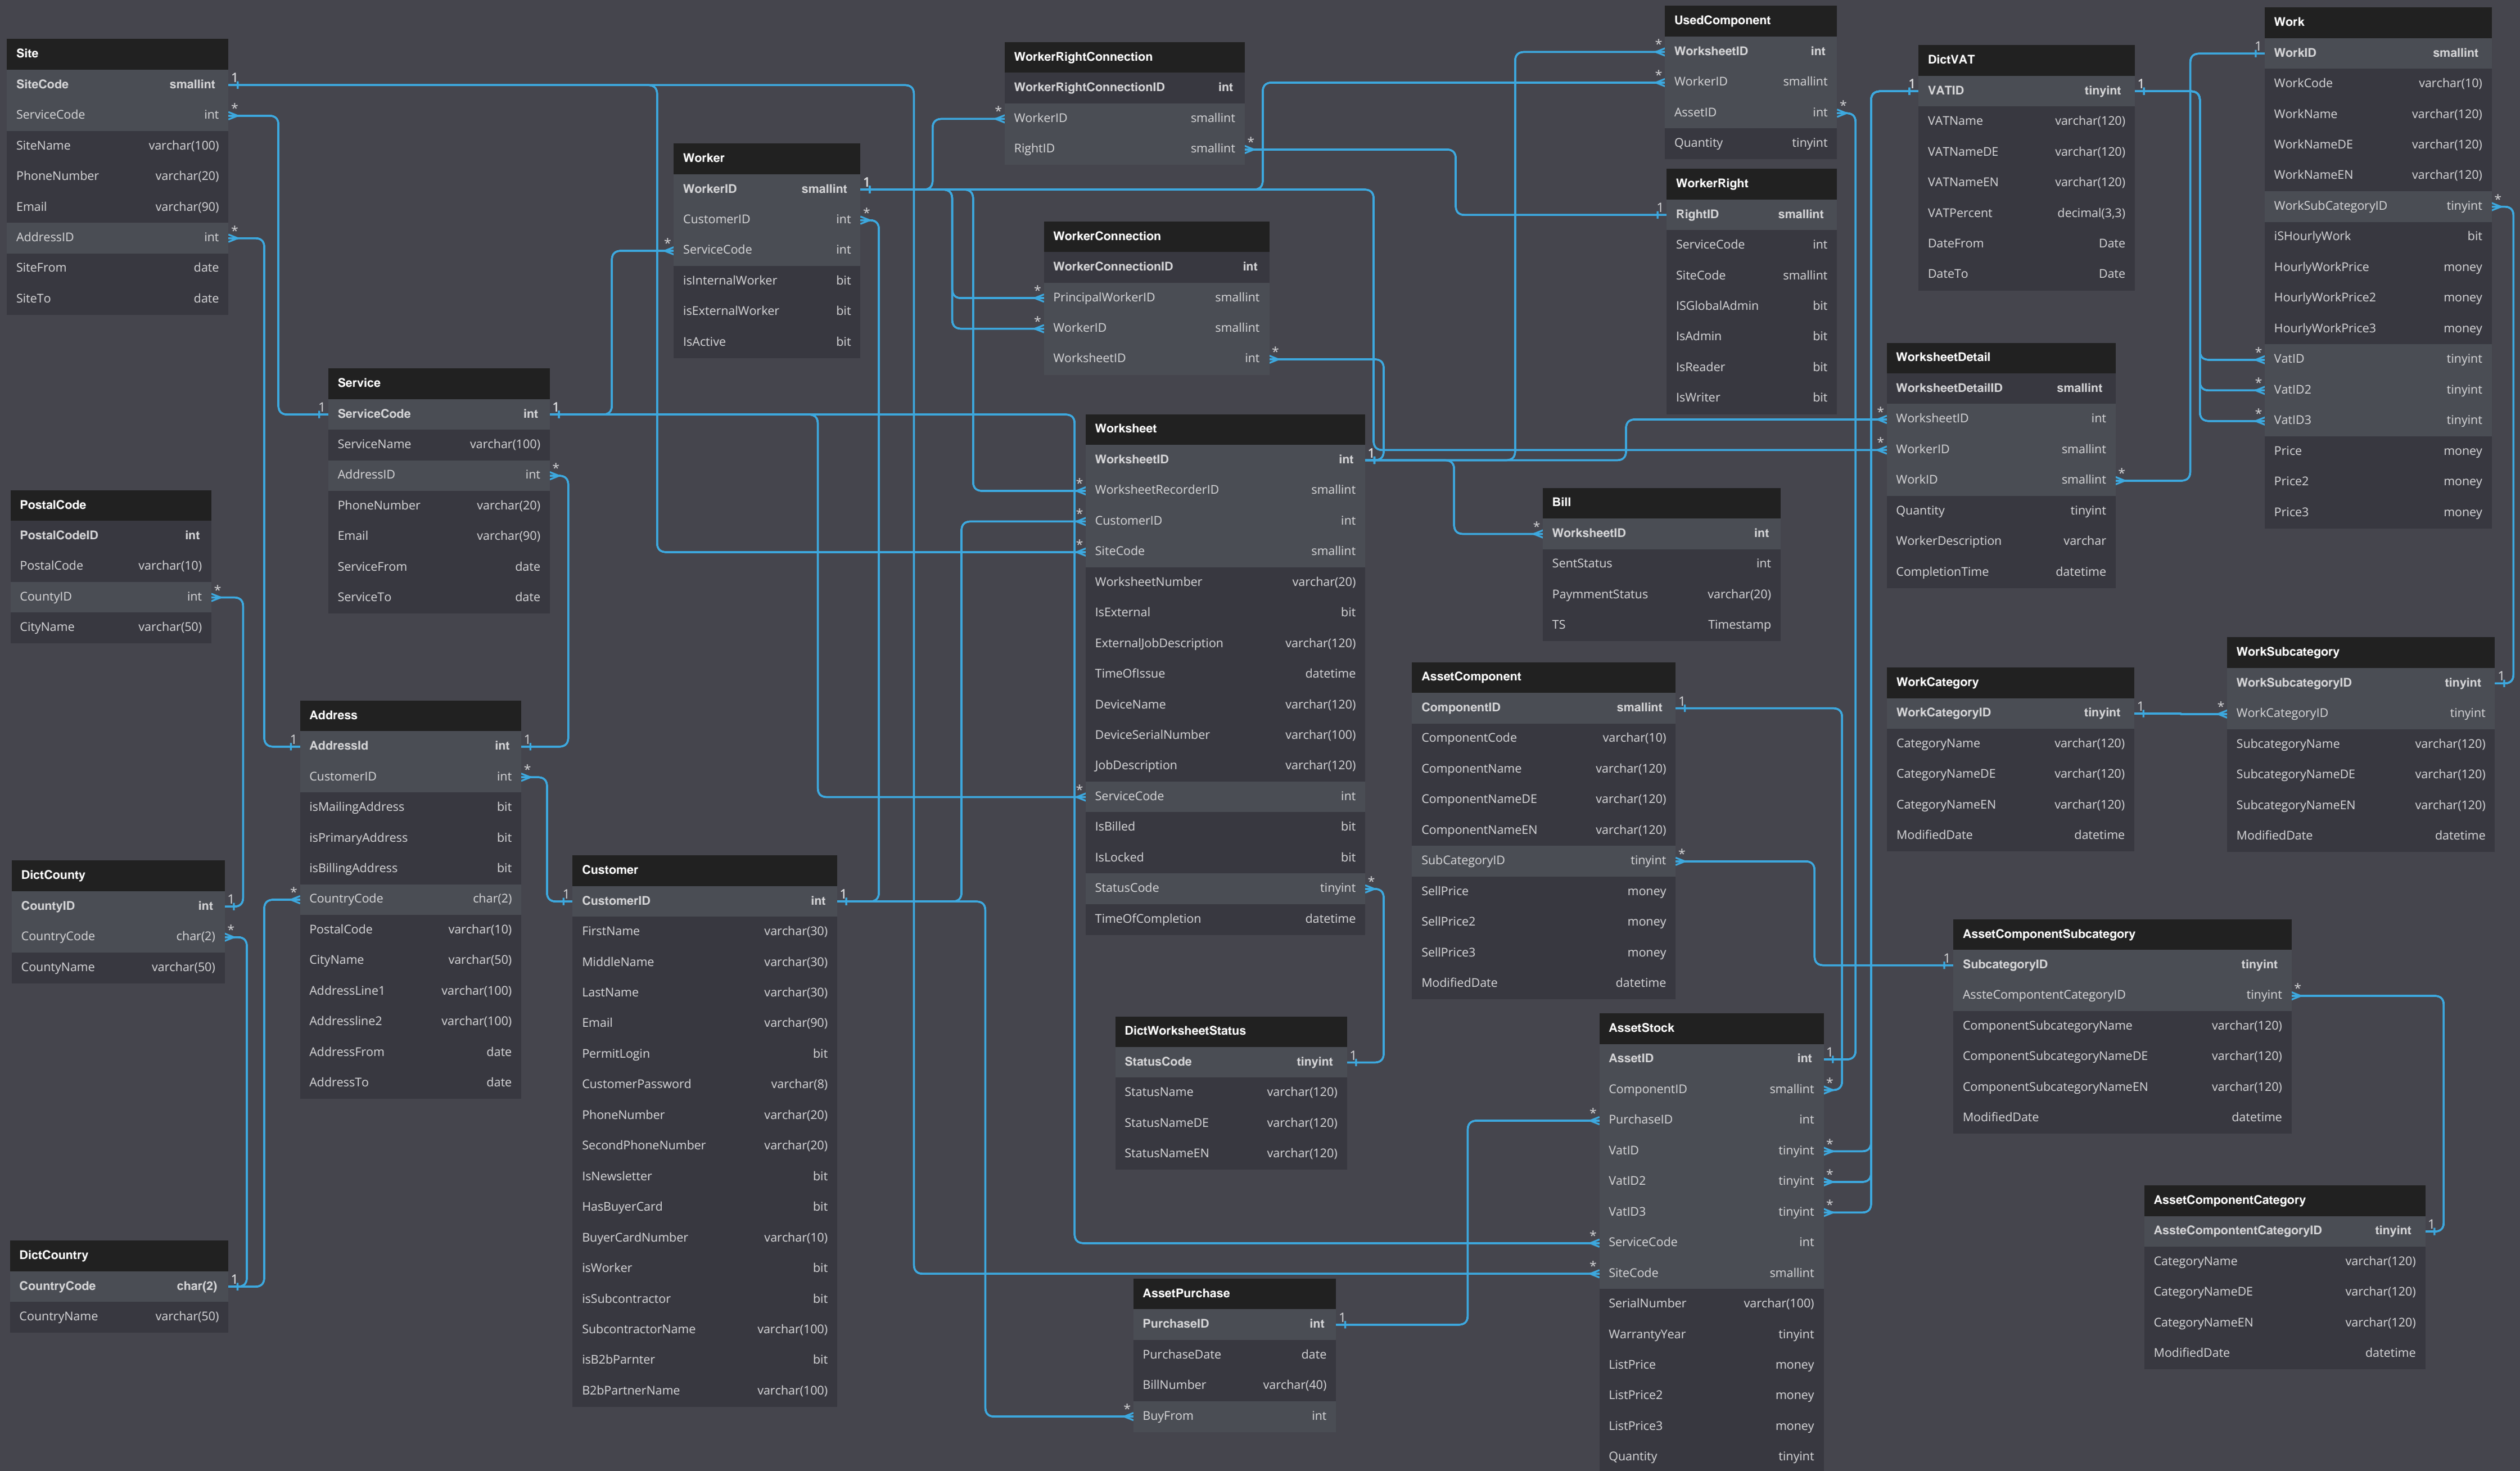 Site
SiteCode smallint
ServiceCode int
SiteName varchar(100)
PhoneNumber varchar(20)
Email varchar(90)
AddressID int
SiteFrom date
SiteTo date
PostalCode
PostalCodeID int
PostalCode varchar(10)
CountyID int
CityName varchar(50)
DictCounty
CountyID int
CountryCode char(2)
CountyName varchar(50)
DictCountry
CountryCode char(2)
CountryName varchar(50)
Service
ServiceCode int
ServiceName varchar(100)
AddressID int
PhoneNumber varchar(20)
Email varchar(90)
ServiceFrom date
ServiceTo date
Address
AddressId int
CustomerID int
isMailingAddress bit
isPrimaryAddress bit
isBillingAddress bit
CountryCode char(2)
PostalCode varchar(10)
CityName varchar(50)
AddressLine1 varchar(100)
Addressline2 varchar(100)
AddressFrom date
AddressTo date
Worker
WorkerID smallint
CustomerID int
ServiceCode int
isInternalWorker bit
isExternalWorker bit
IsActive bit
Customer
CustomerID int
FirstName varchar(30)
MiddleName varchar(30)
LastName varchar(30)
Email varchar(90)
PermitLogin bit
CustomerPassword varchar(8)
PhoneNumber varchar(20)
SecondPhoneNumber varchar(20)
IsNewsletter bit
HasBuyerCard bit
BuyerCardNumber varchar(10)
isWorker bit
isSubcontractor bit
SubcontractorName varchar(100)
isB2bParnter bit
B2bPartnerName varchar(100)
WorkerRightConnection
WorkerRightConnectionID int
WorkerID smallint
RightID smallint
WorkerConnection
WorkerConnectionID int
PrincipalWorkerID smallint
WorkerID smallint
WorksheetID int
Worksheet
WorksheetID int
WorksheetRecorderID smallint
CustomerID int
SiteCode smallint
WorksheetNumber varchar(20)
IsExternal bit
ExternalJobDescription varchar(120)
TimeOfIssue datetime
DeviceName varchar(120)
DeviceSerialNumber varchar(100)
JobDescription varchar(120)
ServiceCode int
IsBilled bit
IsLocked bit
StatusCode tinyint
TimeOfCompletion datetime
DictWorksheetStatus
StatusCode tinyint
StatusName varchar(120)
StatusNameDE varchar(120)
StatusNameEN varchar(120)
AssetPurchase
PurchaseID int
PurchaseDate date
BillNumber varchar(40)
BuyFrom int
UsedComponent
WorksheetID int
WorkerID smallint
AssetID int
Quantity tinyint
WorkerRight
RightID smallint
ServiceCode int
SiteCode smallint
ISGlobalAdmin bit
IsAdmin bit
IsReader bit
IsWriter bit
Bill
WorksheetID int
SentStatus int
PaymmentStatus varchar(20)
TS Timestamp
AssetComponent
ComponentID smallint
ComponentCode varchar(10)
ComponentName varchar(120)
ComponentNameDE varchar(120)
ComponentNameEN varchar(120)
SubCategoryID tinyint
SellPrice money
SellPrice2 money
SellPrice3 money
ModifiedDate datetime
AssetStock
AssetID int
ComponentID smallint
PurchaseID int
VatID tinyint
VatID2 tinyint
VatID3 tinyint
ServiceCode int
SiteCode smallint
SerialNumber varchar(100)
WarrantyYear tinyint
ListPrice money
ListPrice2 money
ListPrice3 money
Quantity tinyint
DictVAT
VATID tinyint
VATName varchar(120)
VATNameDE varchar(120)
VATNameEN varchar(120)
VATPercent decimal(3,3)
DateFrom Date
DateTo Date
WorksheetDetail
WorksheetDetailID smallint
WorksheetID int
WorkerID smallint
WorkID smallint
Quantity tinyint
WorkerDescription varchar
CompletionTime datetime
WorkCategory
WorkCategoryID tinyint
CategoryName varchar(120)
CategoryNameDE varchar(120)
CategoryNameEN varchar(120)
ModifiedDate datetime
Work
WorkID smallint
WorkCode varchar(10)
WorkName varchar(120)
WorkNameDE varchar(120)
WorkNameEN varchar(120)
WorkSubCategoryID tinyint
iSHourlyWork bit
HourlyWorkPrice money
HourlyWorkPrice2 money
HourlyWorkPrice3 money
VatID tinyint
VatID2 tinyint
VatID3 tinyint
Price money
Price2 money
Price3 money
WorkSubcategory
WorkSubcategoryID tinyint
WorkCategoryID tinyint
SubcategoryName varchar(120)
SubcategoryNameDE varchar(120)
SubcategoryNameEN varchar(120)
ModifiedDate datetime
AssetComponentSubcategory
SubcategoryID tinyint
AssteCompontentCategoryID tinyint
ComponentSubcategoryName varchar(120)
ComponentSubcategoryNameDE varchar(120)
ComponentSubcategoryNameEN varchar(120)
ModifiedDate datetime
AssetComponentCategory
AssteCompontentCategoryID tinyint
CategoryName varchar(120)
CategoryNameDE varchar(120)
CategoryNameEN varchar(120)
ModifiedDate datetime